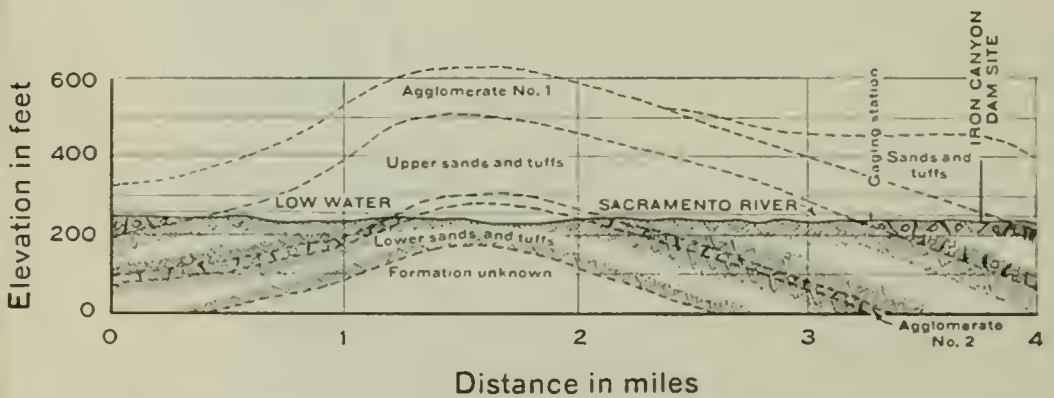 Elevation in feet
600
400
200
0
Agglomerate No. 1
Upper sands and tuffs
LOW WATER
SACRAMENTO RIVER
Lower sands and tuffs
Formation unknown
Gaging station
IRON CANYON
DAM SITE
Sands and
tuffs
Agglomerate
No. 2
0
1
2
3
4
Distance in miles